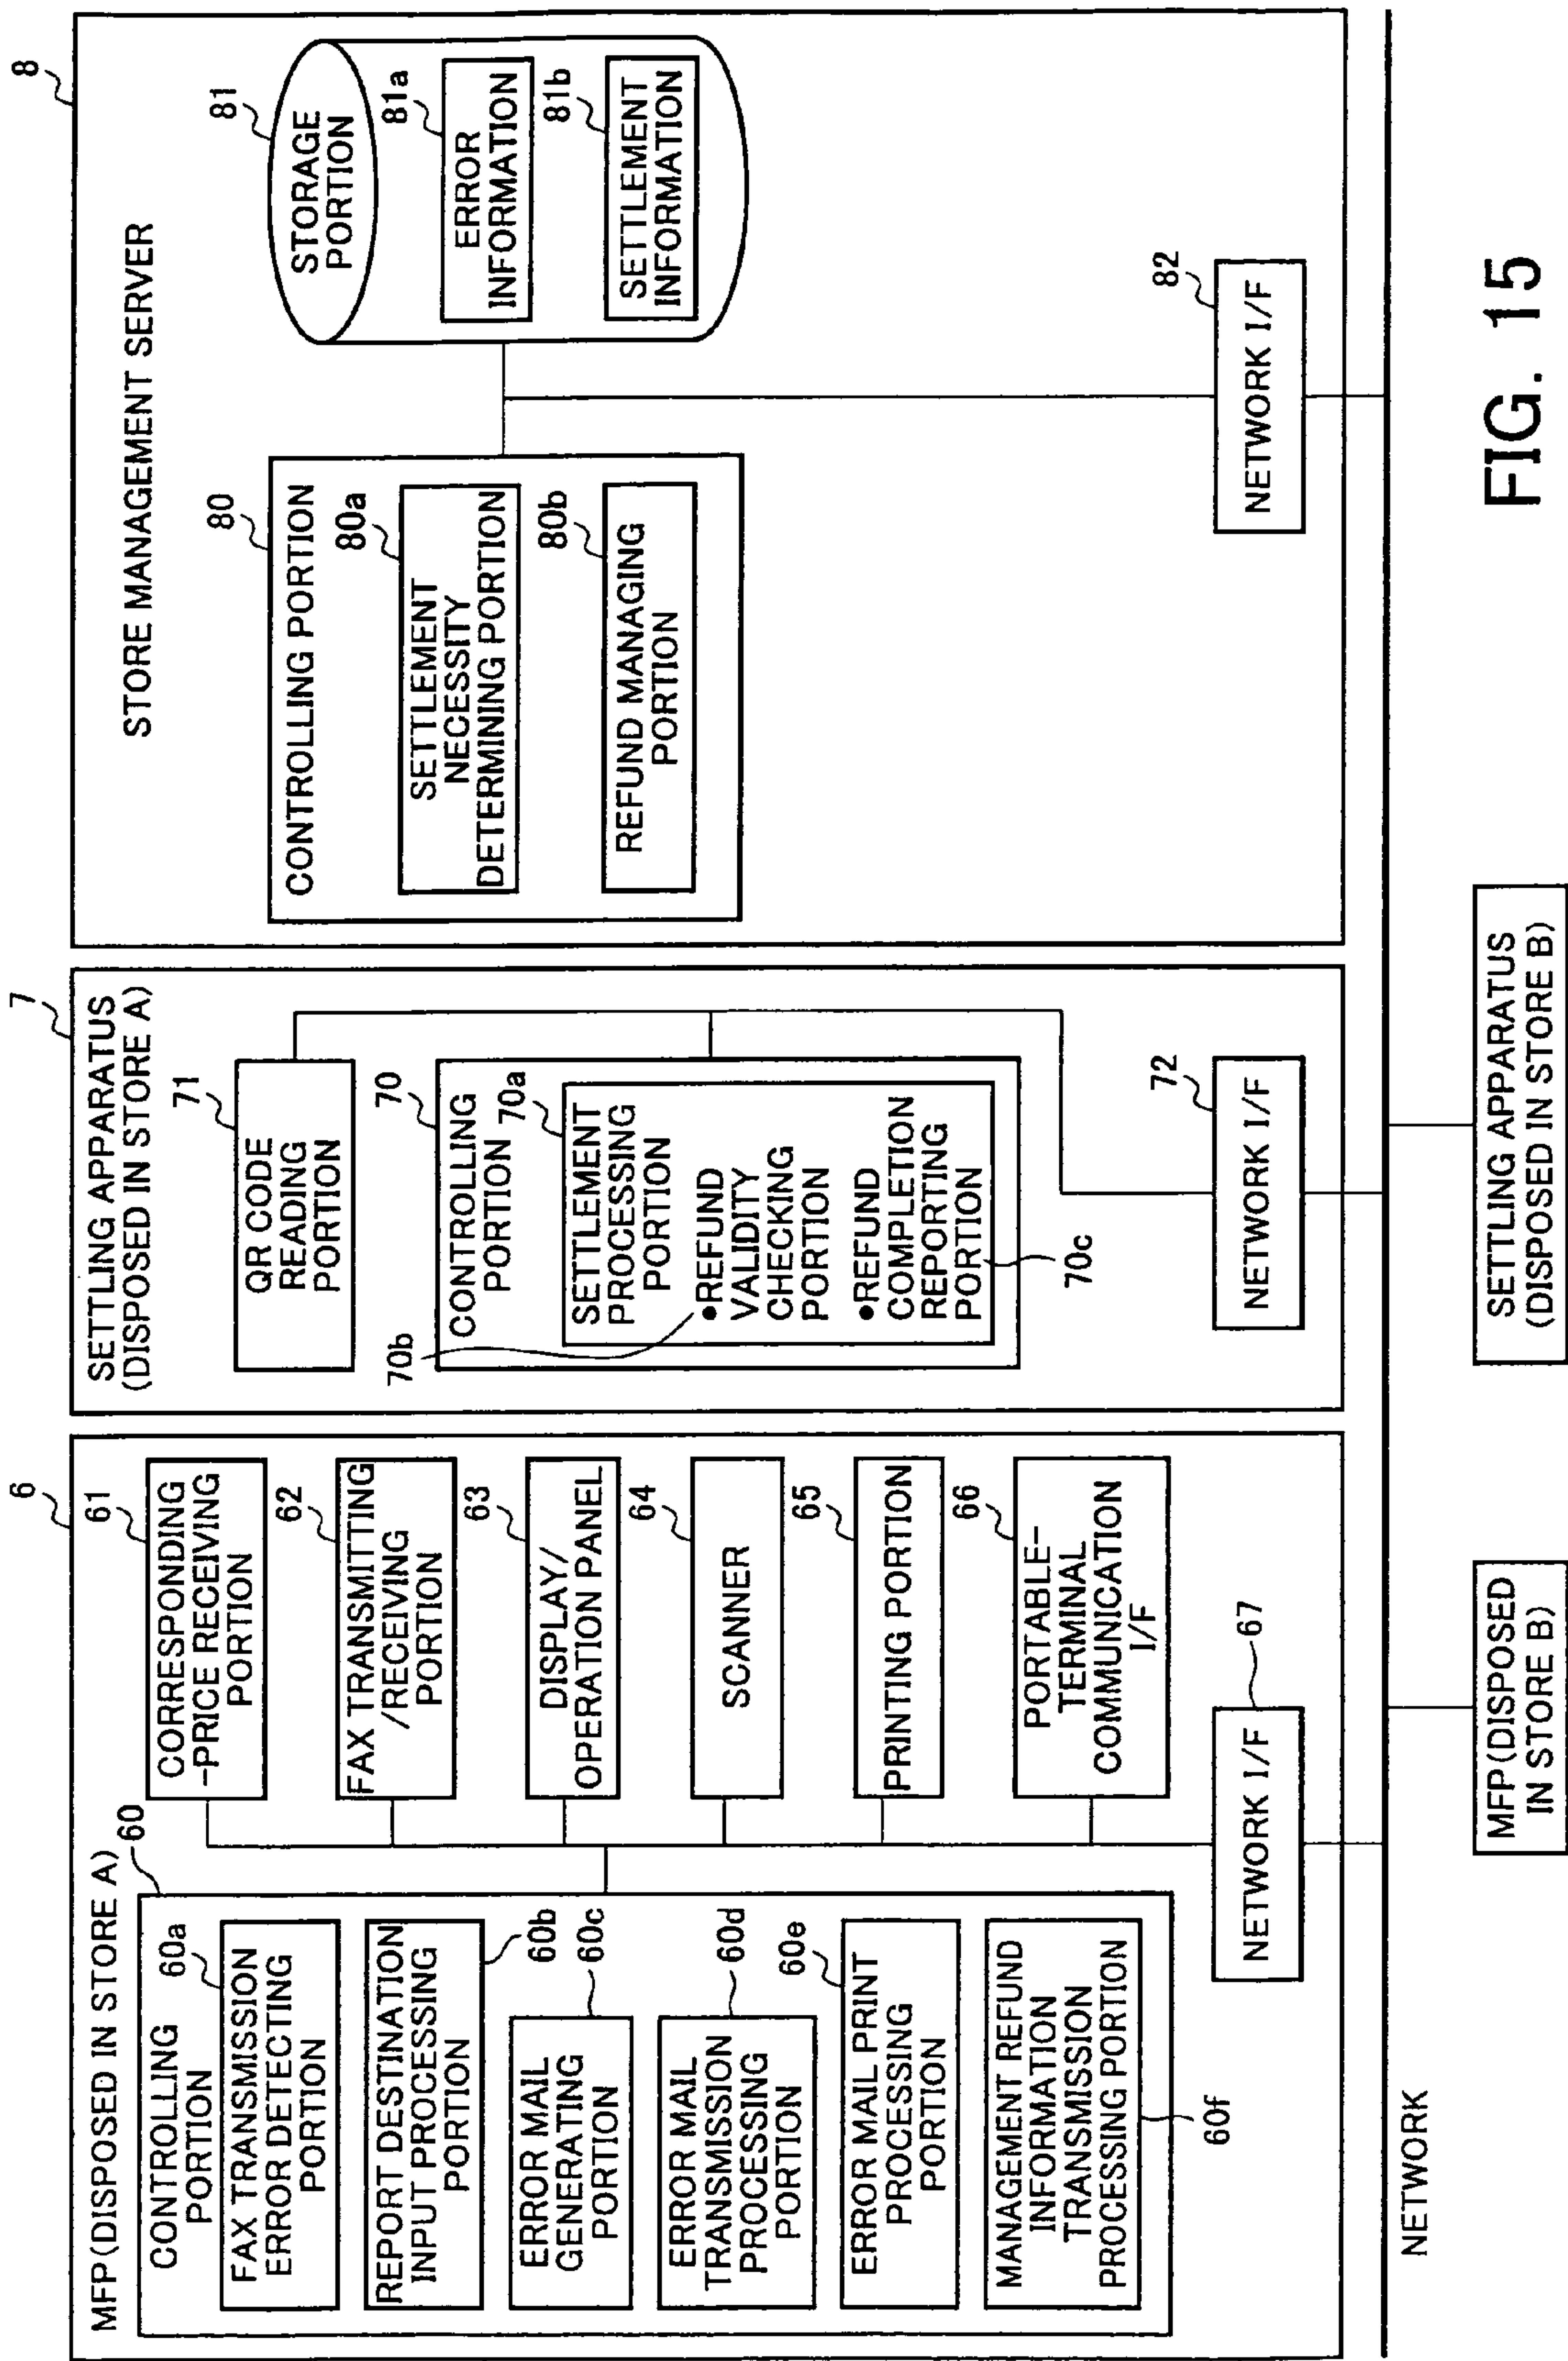 MFP(DISPOSED IN STORE A)
6
CONTROLLING
PORTION
60
60a
FAX TRANSMISSION
ERROR DETECTING
PORTION
REPORT DESTINATION
INPUT PROCESSING
PORTION
60b
ERROR MAIL
GENERATING
PORTION
60c
ERROR MAIL
TRANSMISSION
PROCESSING
PORTION
60d
60e
ERROR MAIL PRINT
PROCESSING
PORTION
MANAGEMENT REFUND
INFORMATION
TRANSMISSION
PROCESSING PORTION
60f
61
CORRESPONDING
-PRICE RECEIVING
PORTION
62
FAX TRANSMITTING
/RECEIVING
PORTION
63
DISPLAY/
OPERATION PANEL
64
SCANNER
65
PRINTING PORTION
66
PORTABLE-
TERMINAL
COMMUNICATION
I/F
67
NETWORK I/F
7
SETTLING APPARATUS
(DISPOSED IN STORE A)
71
QR CODE
READING
PORTION
70
CONTROLLING
PORTION
70a
SETTLEMENT
PROCESSING
PORTION
70b
●REFUND
VALIDITY
CHECKING
PORTION
●REFUND
COMPLETION
REPORTING
PORTION
70c
72
NETWORK I/F
8
STORE MANAGEMENT SERVER
80
CONTROLLING PORTION
80a
SETTLEMENT
NECESSITY
DETERMINING PORTION
80b
REFUND MANAGING
PORTION
81
STORAGE
PORTION
81a
ERROR
INFORMATION
81b
SETTLEMENT
INFORMATION
82
NETWORK I/F
NETWORK
MFP(DISPOSED
IN STORE B)
SETTLING APPARATUS
(DISPOSED IN STORE B)
FIG. 15